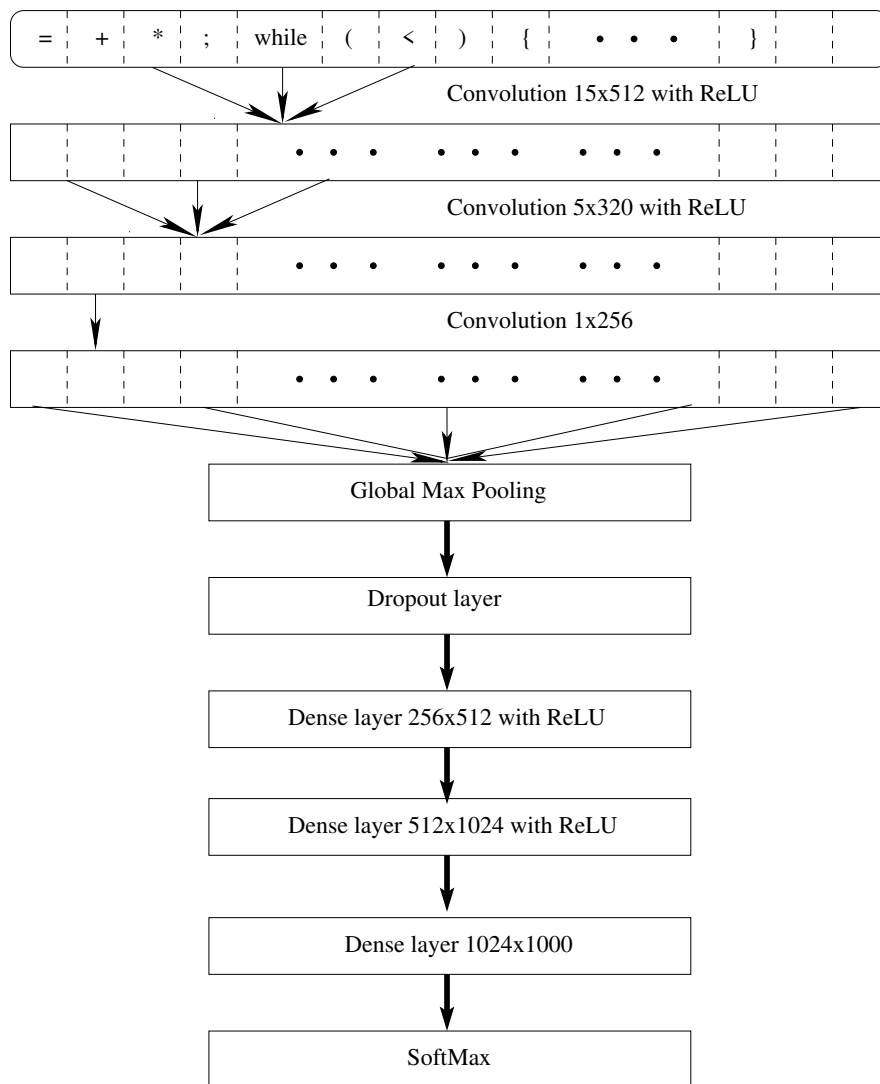 = + * ; while ( < ) { • • • }
Convolution 15x512 with ReLU
• • • • • • • • •
Convolution 5x320 with ReLU
• • • • • • • • •
Convolution 1x256
• • • • • • • • •
Global Max Pooling
Dropout layer
Dense layer 256x512 with ReLU
Dense layer 512x1024 with ReLU
Dense layer 1024x1000
SoftMax